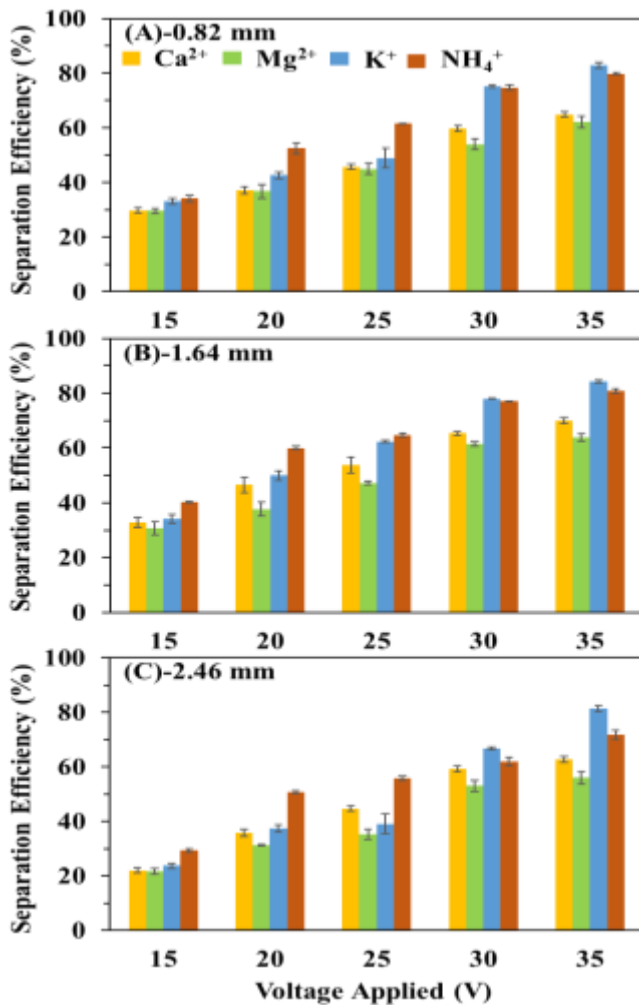 (A)-0.82 mm
Ca²⁺ Mg²⁺ K⁺ NH₄⁺
Separation Efficiency (%)
100
80
60
40
20
0
15 20 25 30 35
(B)-1.64 mm
Separation Efficiency (%)
100
80
60
40
20
0
15 20 25 30 35
(C)-2.46 mm
Separation Efficiency (%)
100
80
60
40
20
0
15 20 25 30 35
Voltage Applied (V)